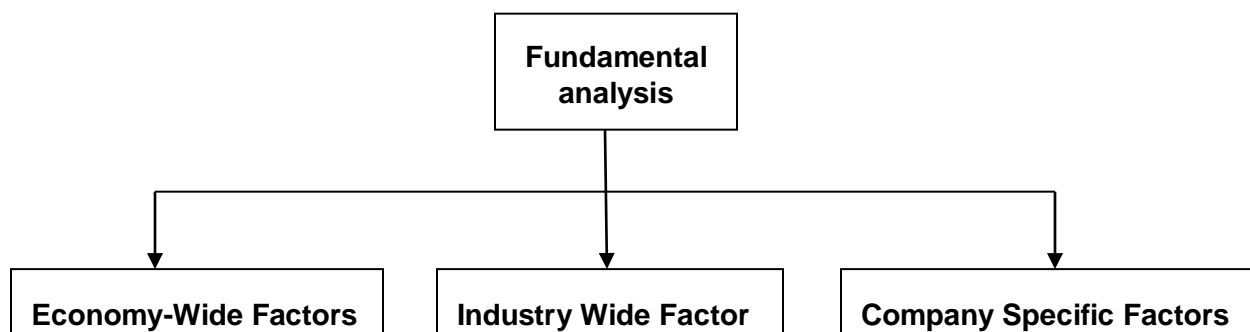 Fundamental
analysis
Economy-Wide Factors
Industry Wide Factor
Company Specific Factors